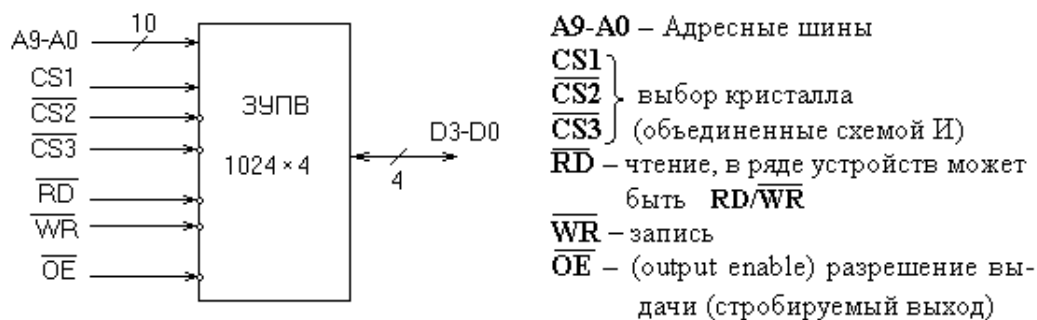 A9-A0
10
CS1
CS2
CS3
RD
WR
OE
ЗУПВ
1024×4
D3-D0
4
A9-A0 – Адресные шины
CS1
CS2 выбор кристалла
CS3 (объединенные схемой И)
RD – чтение, в ряде устройств может
быть RD/WR
WR – запись
OE – (output enable) разрешение вы-
дачи (стробируемый выход)